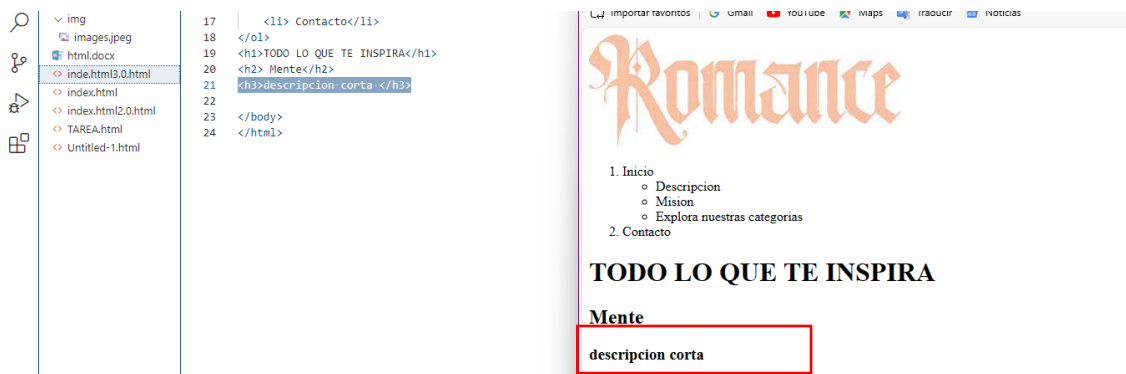 img
images.jpeg
html.docx
inde.html3.0.html
index.html
index.html2.0.html
TAREA.html
Untitled-1.html
17 <li> Contacto</li>
18 </ol>
19 <h1>TODO LO QUE TE INSPIRA</h1>
20 <h2> Mente</h2>
21 <h3>descripcion corta </h3>
22
23 </body>
24 </html>
Importar favoritos Gmail YouTube Maps Traducir Noticias
Romance
1. Inicio
Descripcion
Mision
Explora nuestras categorias
2. Contacto
TODO LO QUE TE INSPIRA
Mente
descripcion corta